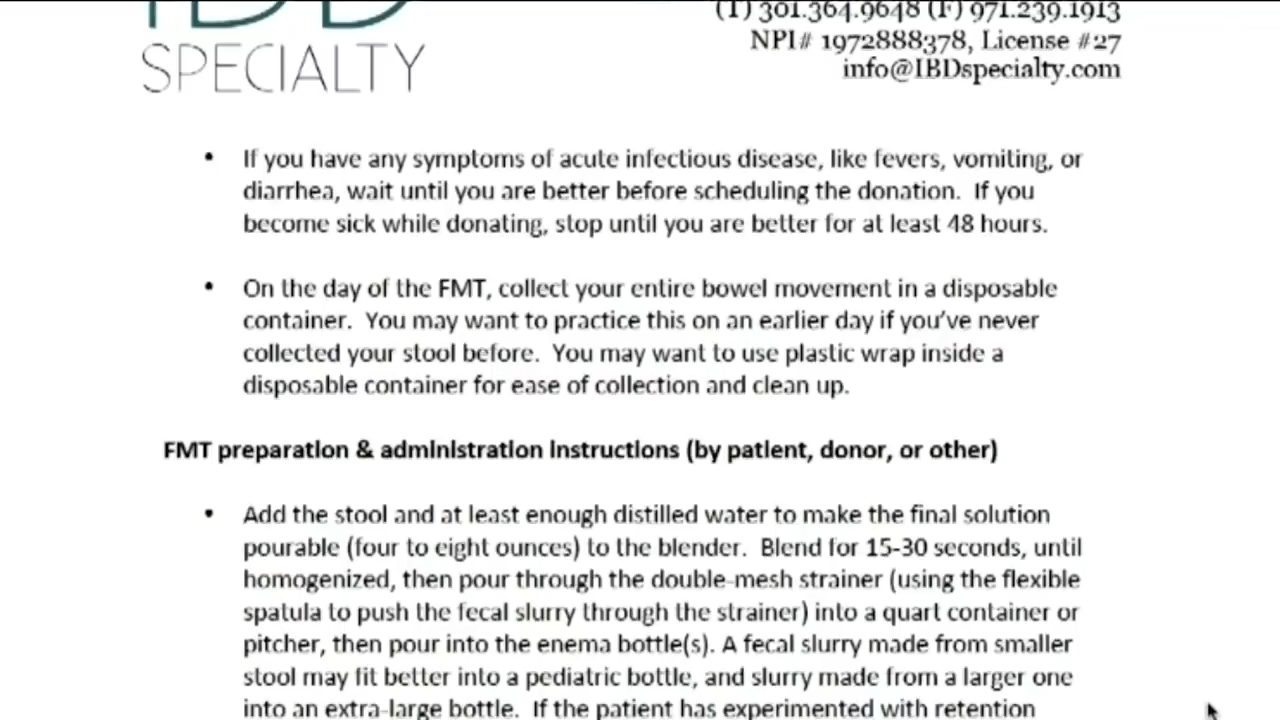 IBD
SPECIALTY
(T) 301.364.9648 (F) 971.239.1913
NPI# 1972888378, License #27
info@IBDspecialty.com
• If you have any symptoms of acute infectious disease, like fevers, vomiting, or
diarrhea, wait until you are better before scheduling the donation. If you
become sick while donating, stop until you are better for at least 48 hours.
• On the day of the FMT, collect your entire bowel movement in a disposable
container. You may want to practice this on an earlier day if you've never
collected your stool before. You may want to use plastic wrap inside a
disposable container for ease of collection and clean up.
FMT preparation & administration instructions (by patient, donor, or other)
• Add the stool and at least enough distilled water to make the final solution
pourable (four to eight ounces) to the blender. Blend for 15-30 seconds, until
homogenized, then pour through the double-mesh strainer (using the flexible
spatula to push the fecal slurry through the strainer) into a quart container or
pitcher, then pour into the enema bottle(s). A fecal slurry made from smaller
stool may fit better into a pediatric bottle, and slurry made from a larger one
into an extra-large bottle. If the patient has experimented with retention